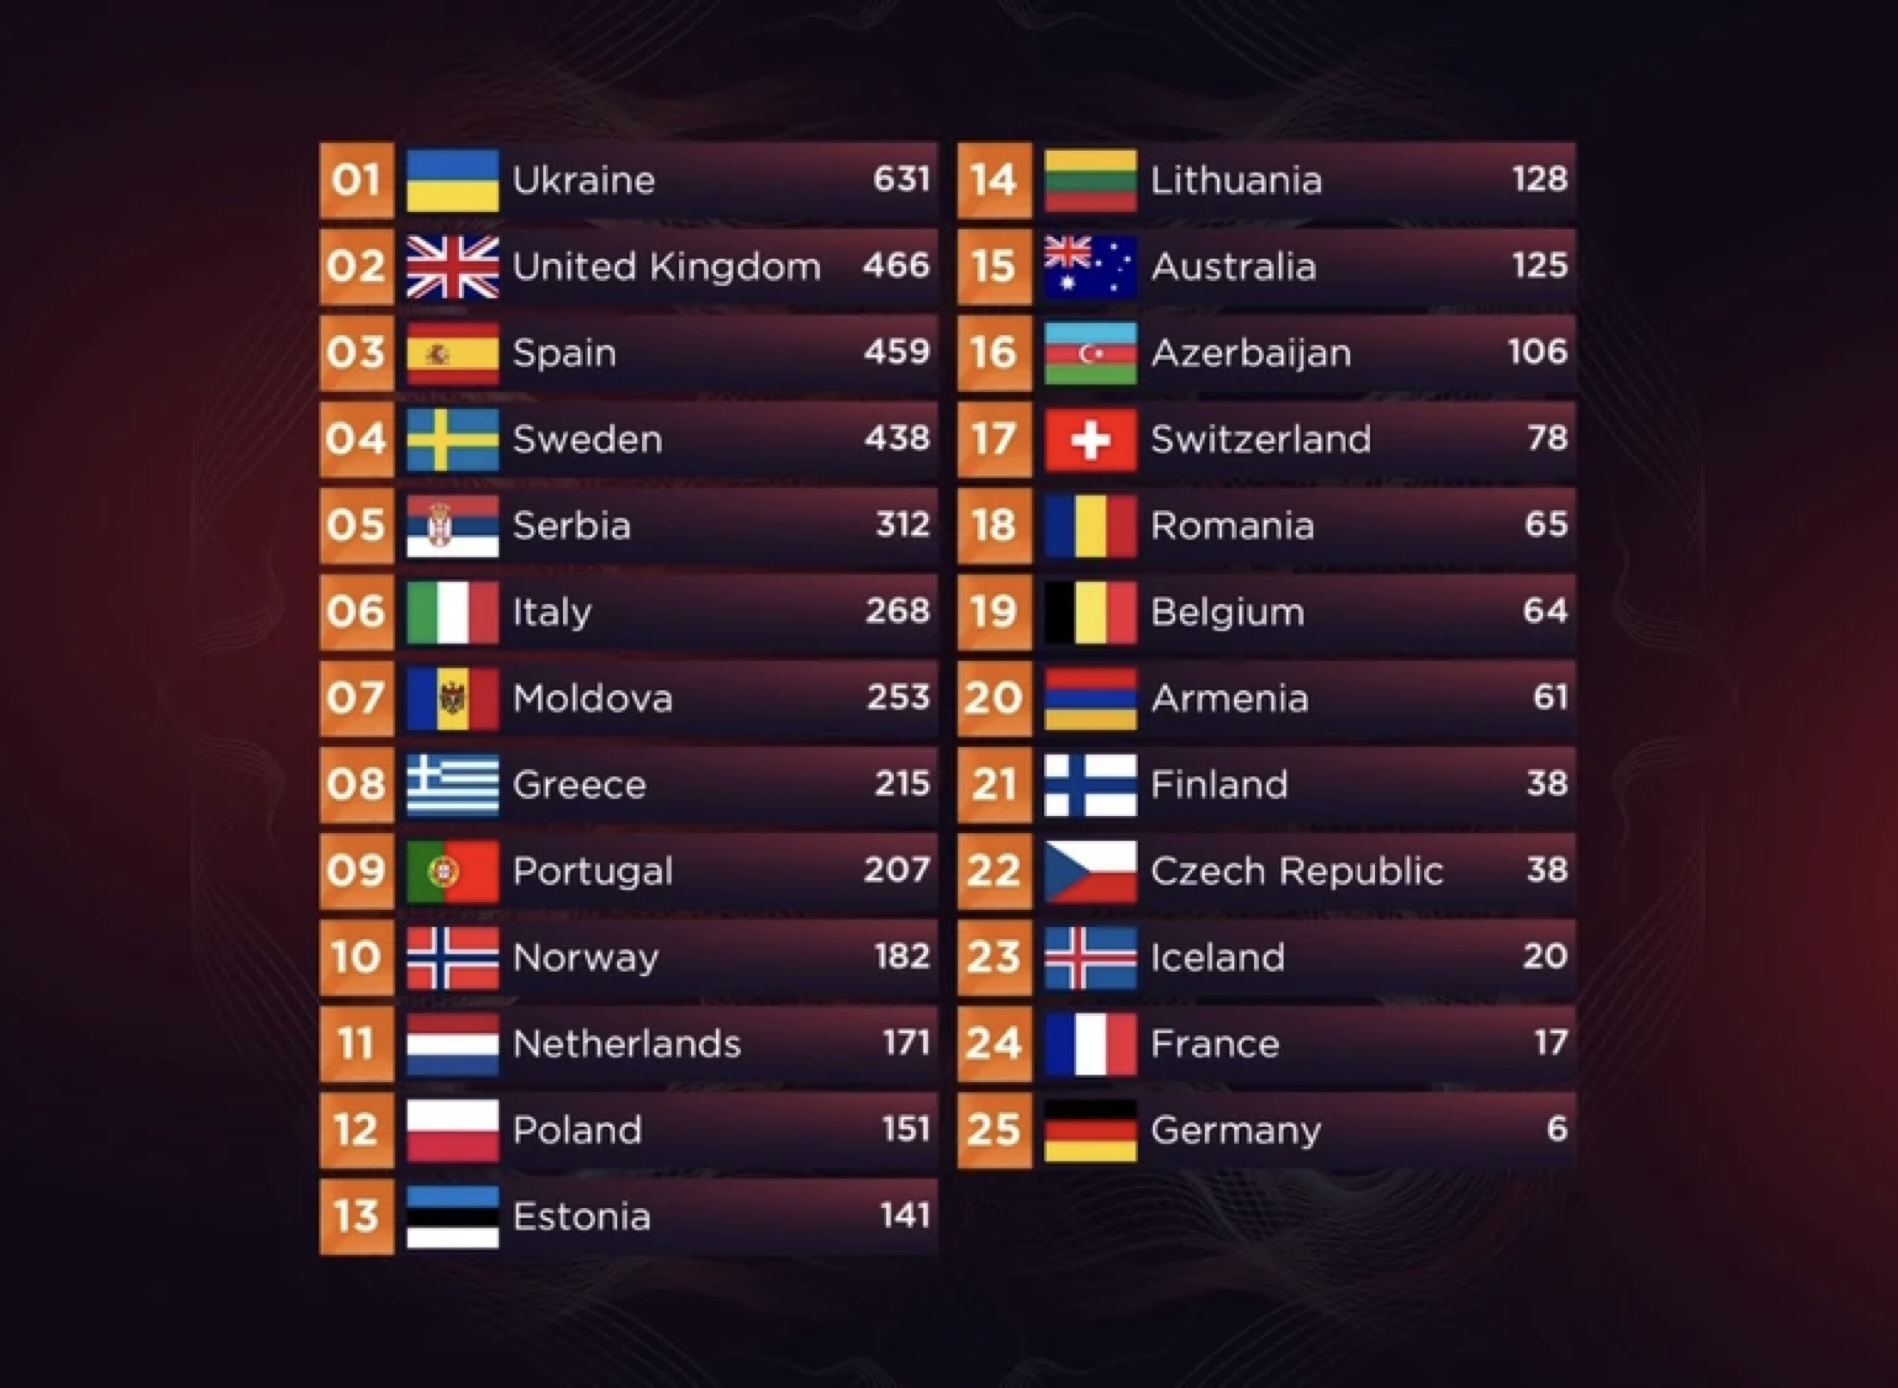 01 Ukraine 631
02 United Kingdom 466
03 Spain 459
04 Sweden 438
05 Serbia 312
06 Italy 268
07 Moldova 253
08 Greece 215
09 Portugal 207
10 Norway 182
11 Netherlands 171
12 Poland 151
13 Estonia 141
14 Lithuania 128
15 Australia 125
16 Azerbaijan 106
17 Switzerland 78
18 Romania 65
19 Belgium 64
20 Armenia 61
21 Finland 38
22 Czech Republic 38
23 Iceland 20
24 France 17
25 Germany 6